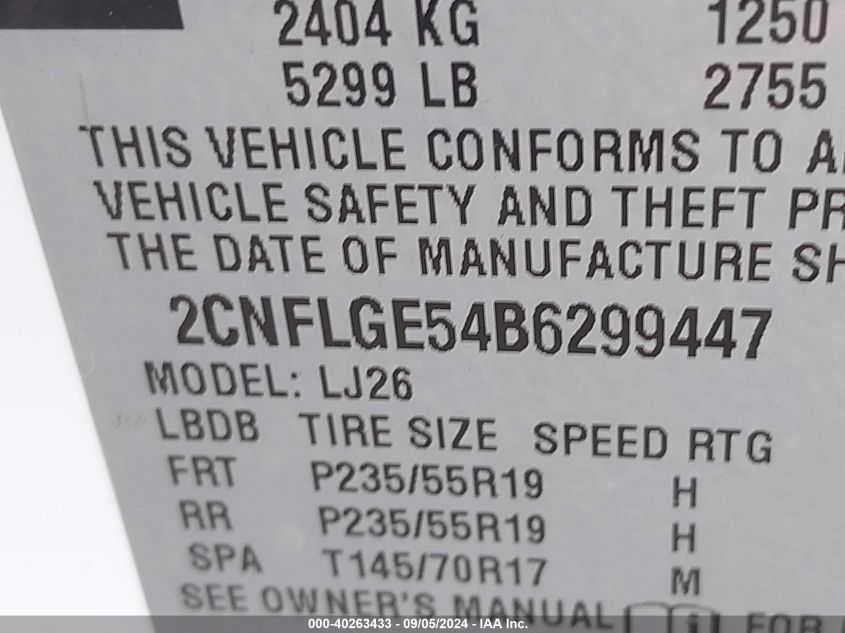 2404 KG 1250
5299 LB 2755
THIS VEHICLE CONFORMS TO
VEHICLE SAFETY AND THEFT
THE DATE OF MANUFACTURE
2CNFLGE54B6299447
MODEL: LJ26
LBDB TIRE SIZE SPEED RTG
FRT P235/55R19 H
RR P235/55R19 H
SPA T145/70R17 M
SEE OWNER'S MANUAL FOR
000-40263433 - 09/05/2024 - IAA Inc.